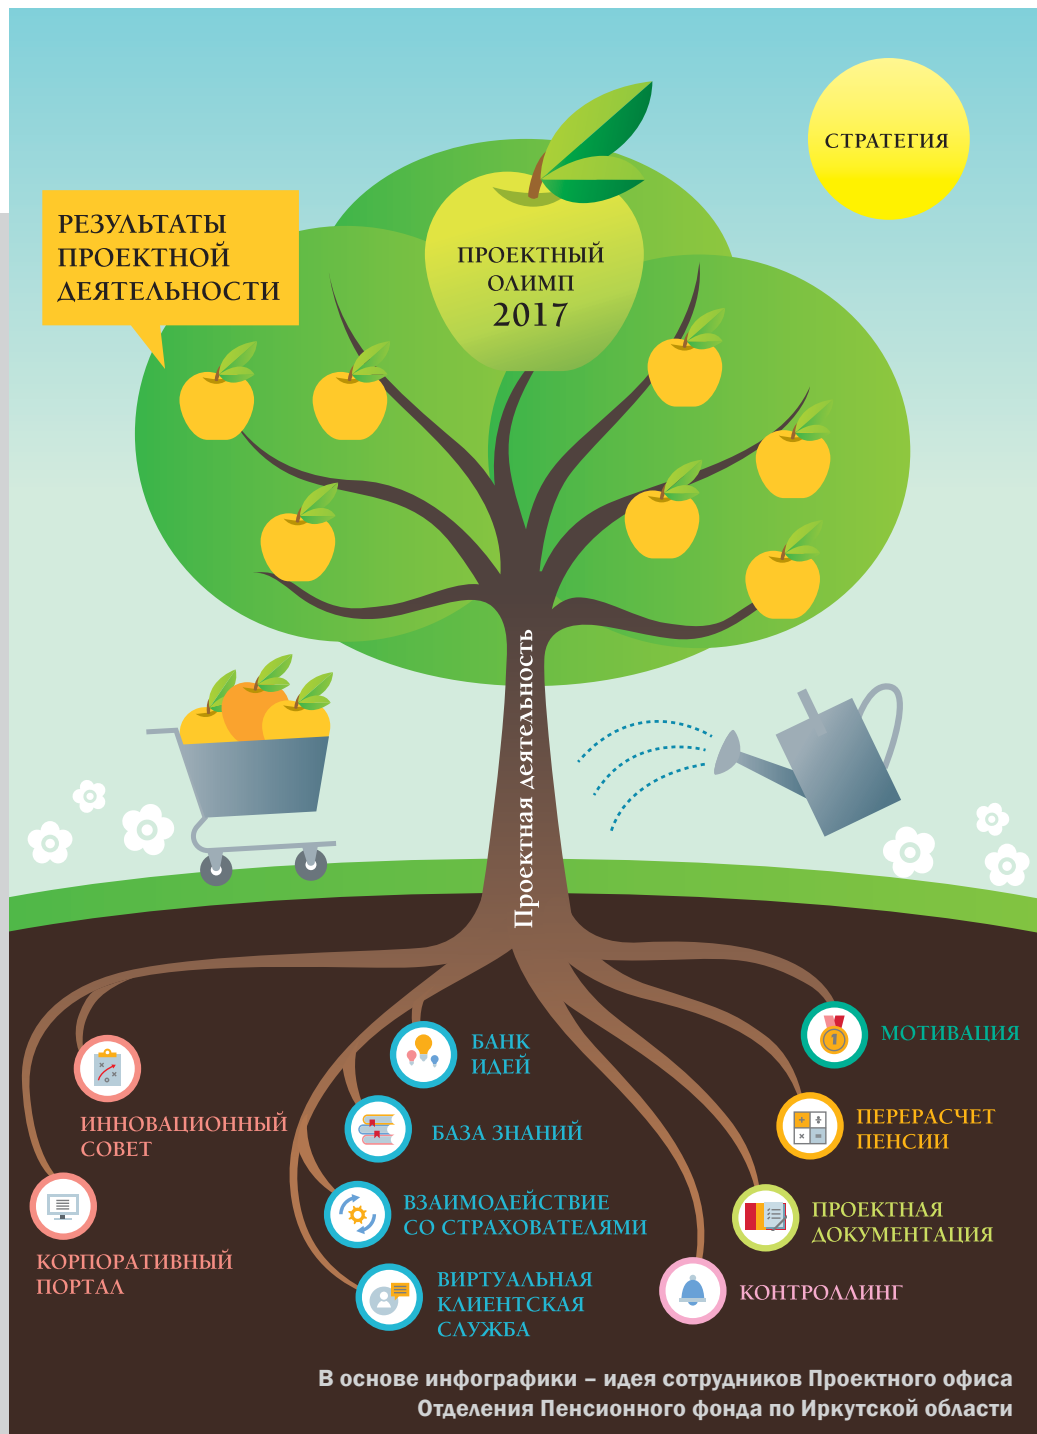 СТРАТЕГИЯ
РЕЗУЛЬТАТЫ
ПРОЕКТНОЙ
ДЕЯТЕЛЬНОСТИ
ПРОЕКТНЫЙ
ОЛИМП
2017
Проектная деятельность
БАНК
ИДЕЙ
МОТИВАЦИЯ
1
ИННОВАЦИОННЫЙ
СОВЕТ
БАЗА ЗНАНИЙ
ПЕРЕРАСЧЕТ
ПЕНСИИ
ВЗАИМОДЕЙСТВИЕ
СО СТРАХОВАТЕЛЯМИ
ПРОЕКТНАЯ
ДОКУМЕНТАЦИЯ
КОРПОРАТИВНЫЙ
ПОРТАЛ
ВИРТУАЛЬНАЯ
КЛИЕНТСКАЯ
СЛУЖБА
КОНТРОЛЛИНГ
В основе инфографики – идея сотрудников Проектного офиса
Отделения Пенсионного фонда по Иркутской области